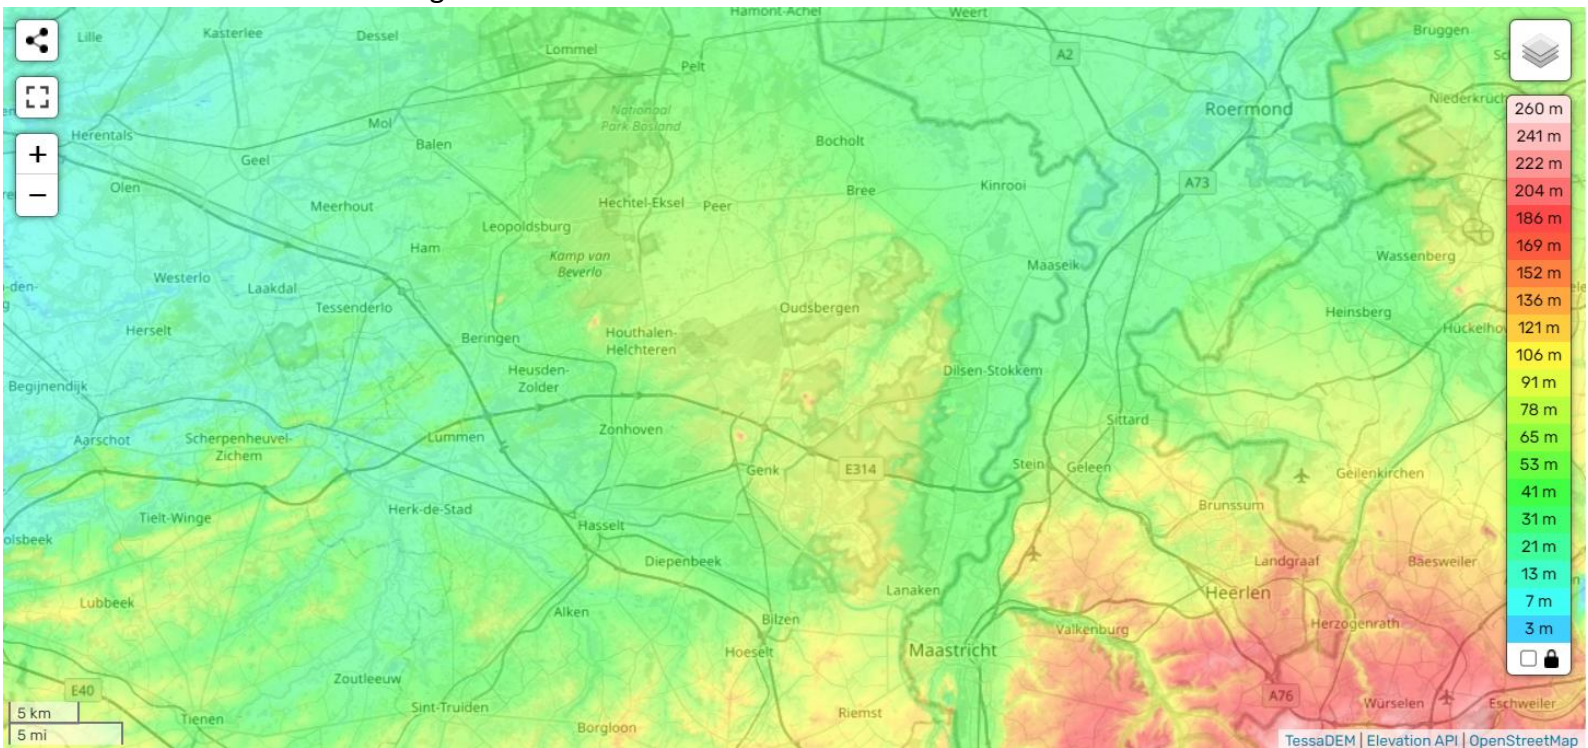 Hamont-Achel
Weert
Lille
Kasterlee
Dessel
Lommel
A2
Bruggen
Pelt
Nationaal
Park Bosland
Roermond
Niederkrüch
260 m
Herentals
Mol
Balen
Bocholt
241 m
Geel
222 m
Olen
Meerhout
Hechtel-Eksel
Peer
Bree
Kinrooi
A73
204 m
Leopoldsburg
186 m
Ham
Kamp van
Beverlo
Maaseik
Wassenberg
169 m
Westerlo
Laakdal
152 m
-den-
g
Tessenderlo
Oudsbergen
Heinsberg
136 m
Herselt
Beringen
Houthalen-
Helchteren
Hückelho
121 m
106 m
Begijnendijk
Heusden-
Zolder
Dilsen-Stokkem
91 m
Aarschot
Scherpenheuvel-
Zichem
Lummen
Zonhoven
Sittard
78 m
65 m
Genk
E314
Stein
Geleen
Geilenkirchen
53 m
41 m
Tielt-Winge
Herk-de-Stad
Hasselt
Brunssum
31 m
olsbeek
21 m
Diepenbeek
Landgraaf
Baesweiler
13 m
Lubbeek
Alken
Bilzen
Lanaken
Heerlen
7 m
Valkenburg
Herzogenrath
3 m
Hoeselt
Maastricht
Zoutleeuw
E40
Sint-Truiden
A76
Würselen
Eschweiler
5 km
Tienen
Borgloon
Riemst
5 mi
TessaDEM | Elevation API | OpenStreetMap